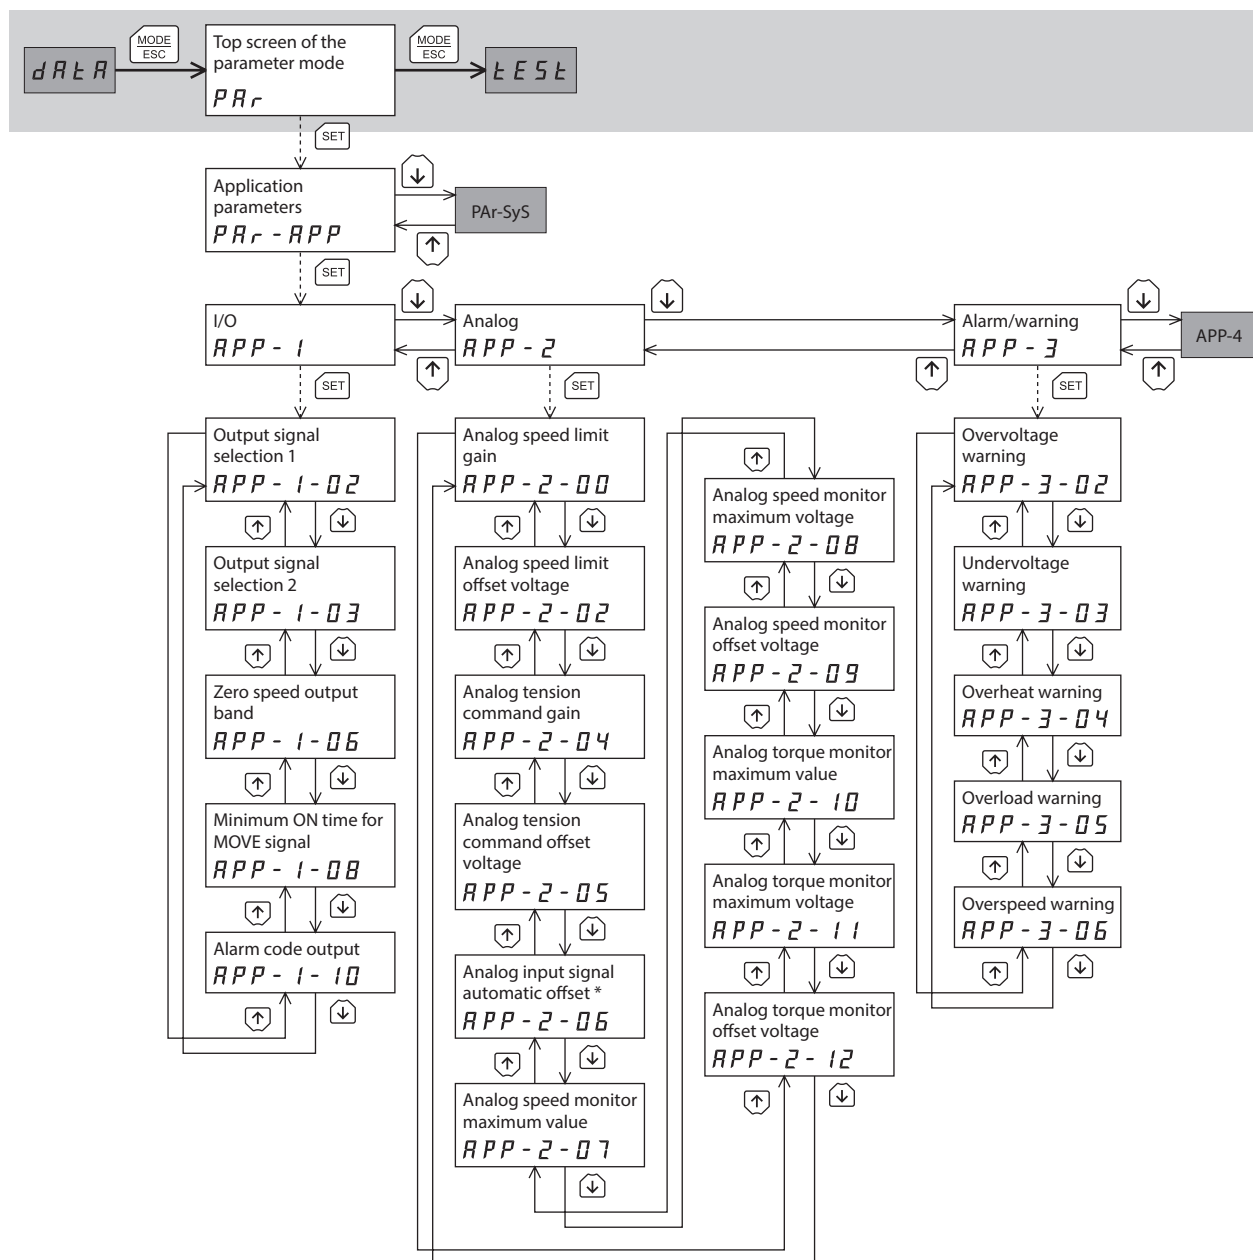 MODE
ESC
MODE
ESC
dAtA
Top screen of the
parameter mode
PAr
tESt
SET
Application
parameters
PAr-APP
↓
PAr-SyS
↑
SET
I/O
APP-1
↓
↑
Analog
APP-2
↓
↑
Alarm/warning
APP-3
↓
↑
APP-4
SET
SET
SET
Output signal
selection 1
APP-1-02
↑ ↓
Output signal
selection 2
APP-1-03
↑ ↓
Zero speed output
band
APP-1-06
↑ ↓
Minimum ON time for
MOVE signal
APP-1-08
↑ ↓
Alarm code output
APP-1-10
↑ ↓
Analog speed limit
gain
APP-2-00
↑ ↓
Analog speed limit
offset voltage
APP-2-02
↑ ↓
Analog tension
command gain
APP-2-04
↑ ↓
Analog tension
command offset
voltage
APP-2-05
↑ ↓
Analog input signal
automatic offset *
APP-2-06
↑ ↓
Analog speed monitor
maximum value
APP-2-07
↓
↑
Analog speed monitor
maximum voltage
APP-2-08
↑ ↓
Analog speed monitor
offset voltage
APP-2-09
↑ ↓
Analog torque monitor
maximum value
APP-2-10
↑ ↓
Analog torque monitor
maximum voltage
APP-2-11
↑ ↓
Analog torque monitor
offset voltage
APP-2-12
↑ ↓
Overvoltage
warning
APP-3-02
↑ ↓
Undervoltage
warning
APP-3-03
↑ ↓
Overheat warning
APP-3-04
↑ ↓
Overload warning
APP-3-05
↑ ↓
Overspeed warning
APP-3-06
↑ ↓